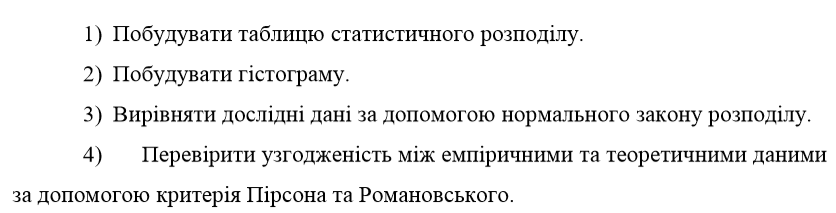 1) Побудувати таблицю статистичного розподілу.
2) Побудувати гістограму.
3) Вирівняти дослідні дані за допомогою нормального закону розподілу.
4) Перевірити узгодженість між емпіричними та теоретичними даними
за допомогою критерія Пірсона та Романовського.